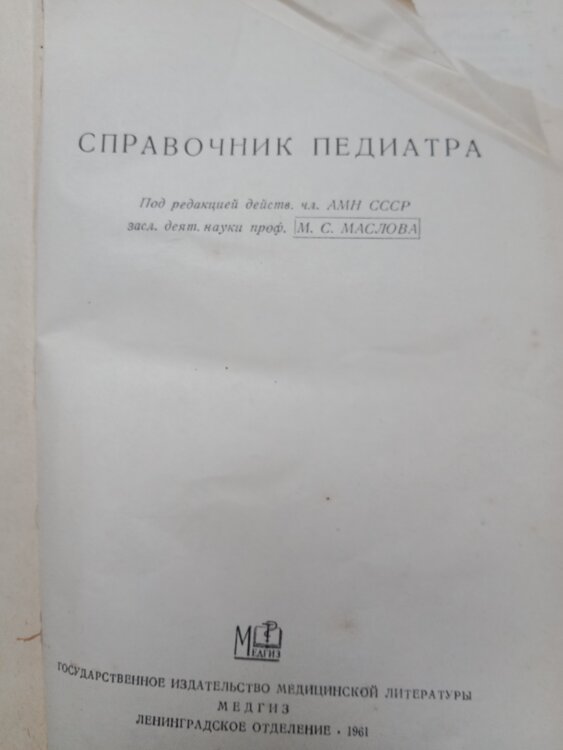 СПРАВОЧНИК ПЕДИАТРА
Под редакцией действ. чл. АМН СССР
засл. деят. науки проф. М. С. МАСЛОВА
МЕДГИЗ
ГОСУДАРСТВЕННОЕ ИЗДАТЕЛЬСТВО МЕДИЦИНСКОЙ ЛИТЕРАТУРЫ
МЕДГИЗ
ЛЕНИНГРАДСКОЕ ОТДЕЛЕНИЕ · 1961